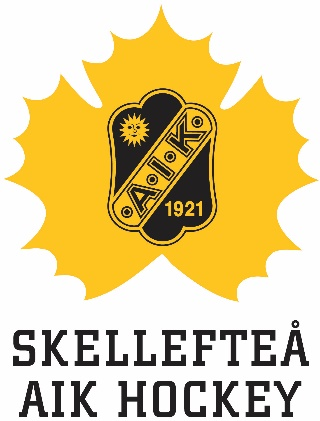 A·I·K
1921
SKELLEFTEÅ
AIK HOCKEY